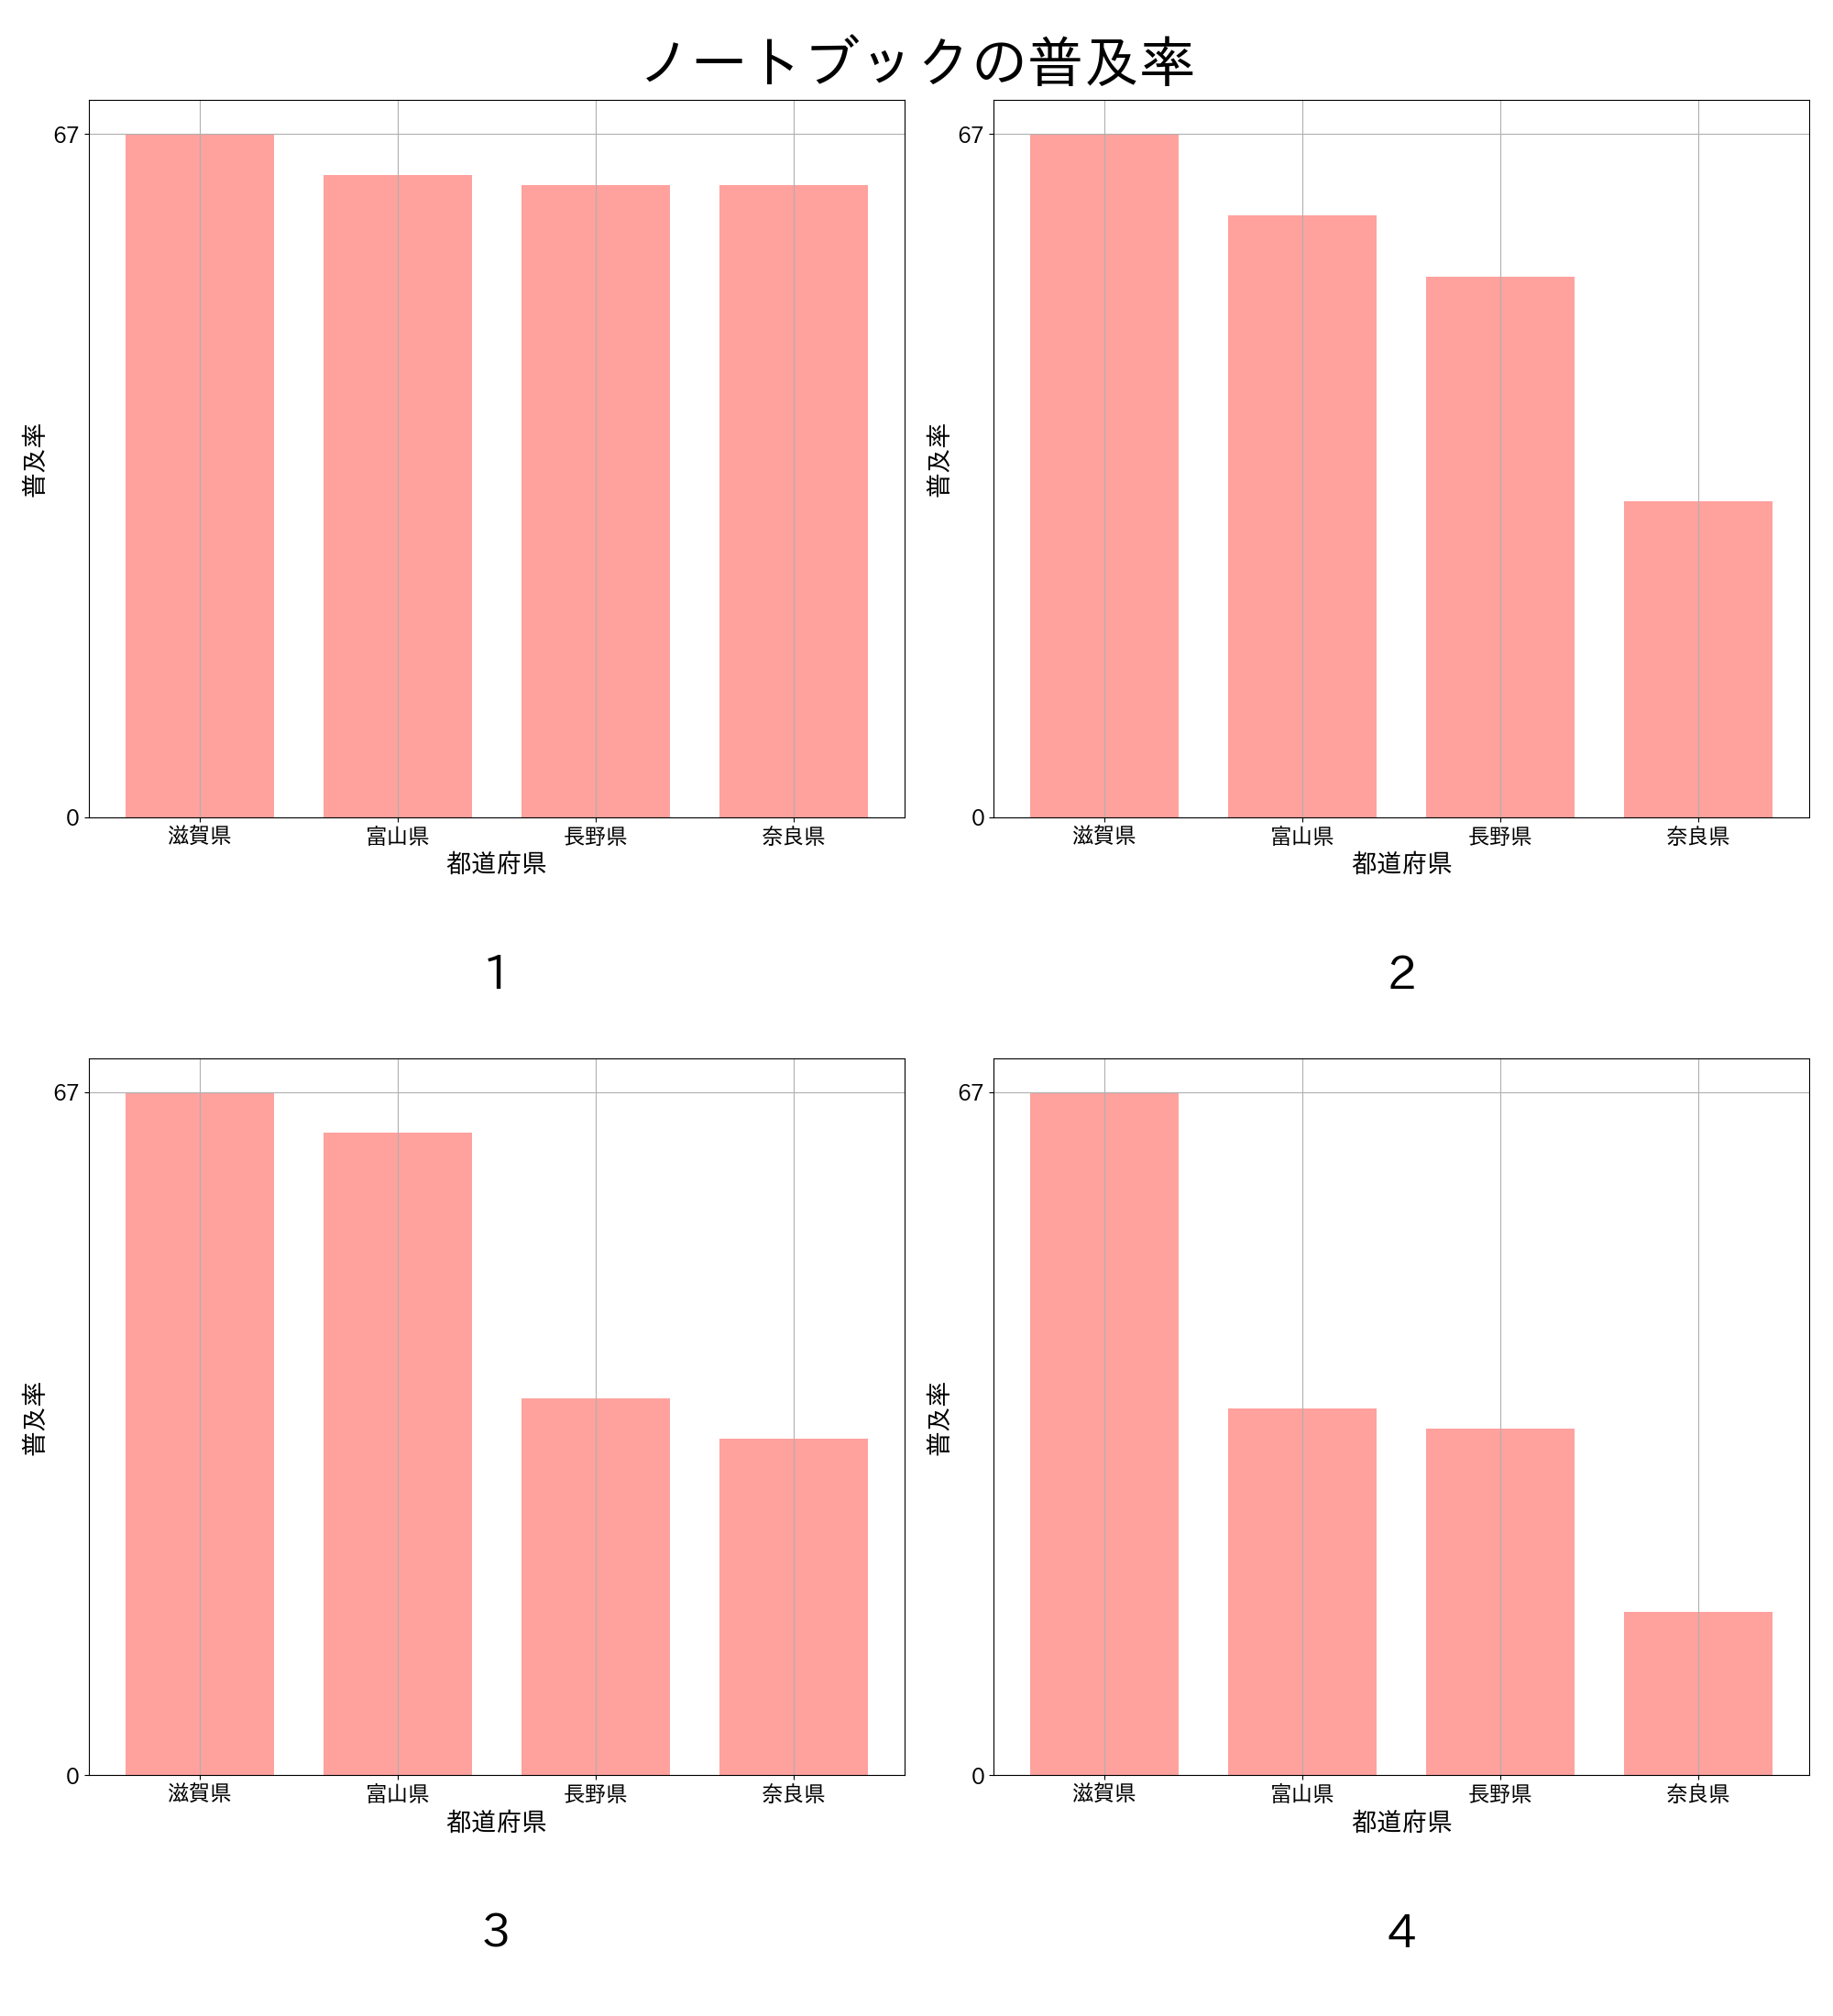 ノートブックの普及率
67
0
普及率
滋賀県 富山県 長野県 奈良県
都道府県
1
67
0
普及率
滋賀県 富山県 長野県 奈良県
都道府県
2
67
0
普及率
滋賀県 富山県 長野県 奈良県
都道府県
3
67
0
普及率
滋賀県 富山県 長野県 奈良県
都道府県
4